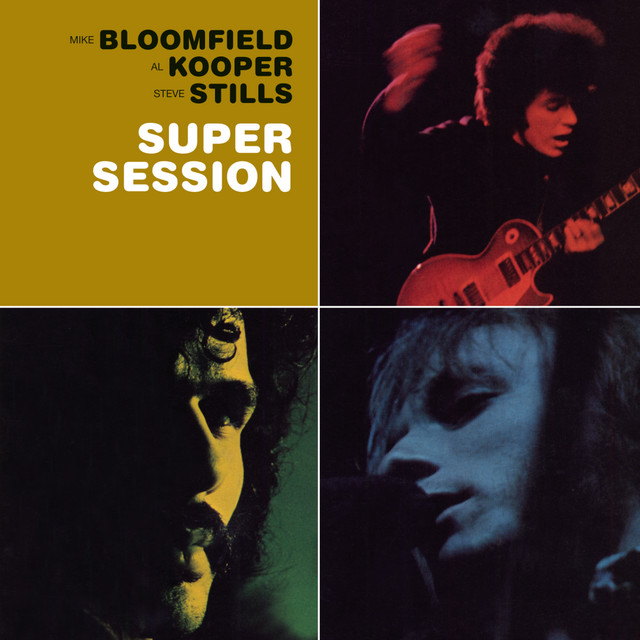 MIKE BLOOMFIELD
AL KOOPER
STEVE STILLS
SUPER
SESSION